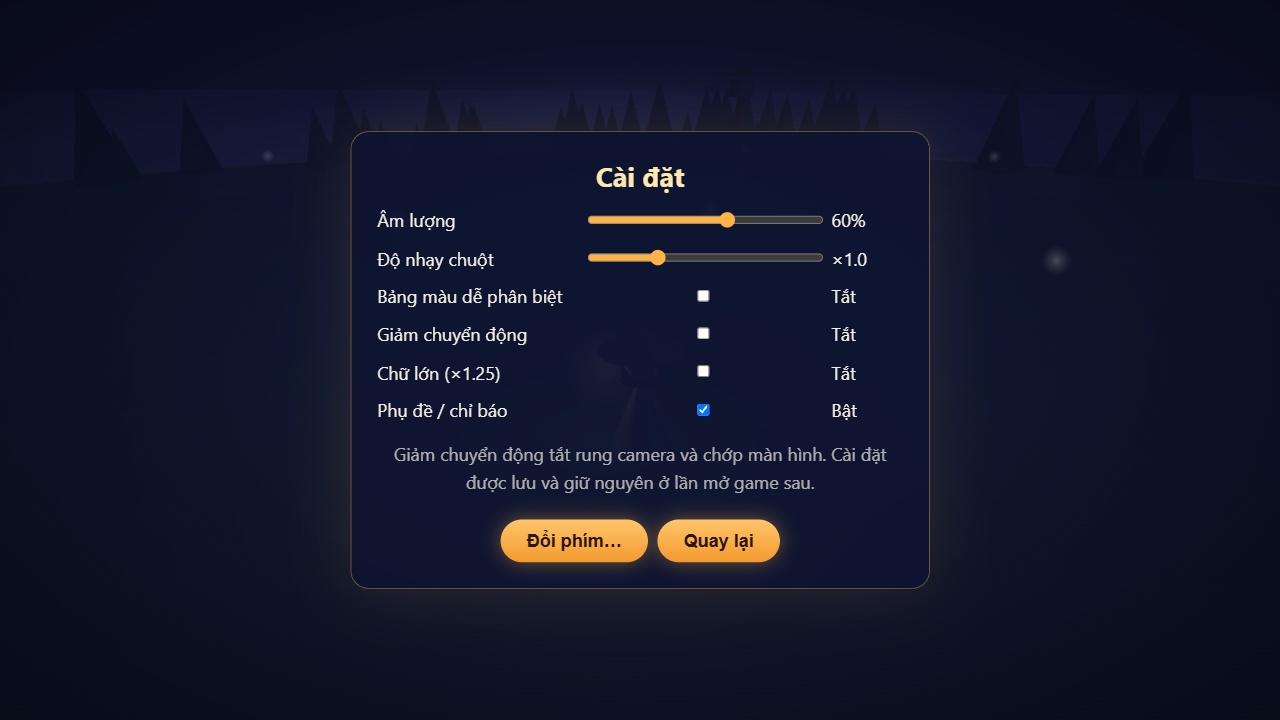 Cài đặt
Âm lượng 60%
Độ nhạy chuột ×1.0
Bảng màu dễ phân biệt Tắt
Giảm chuyển động Tắt
Chữ lớn (×1.25) Tắt
Phụ đề / chỉ báo Bật
Giảm chuyển động tắt rung camera và chớp màn hình. Cài đặt
được lưu và giữ nguyên ở lần mở game sau.
Đổi phím... Quay lại